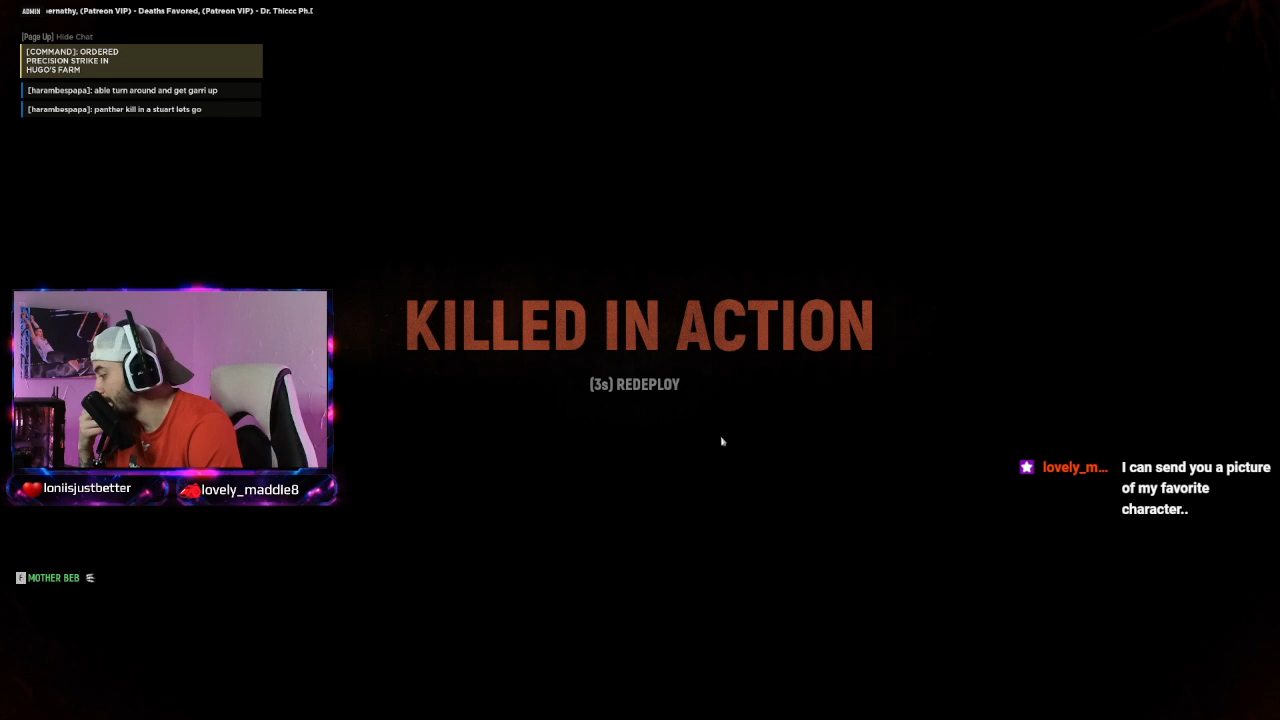 ADMIN ernathy, (Patreon VIP) - Deaths Favored, (Patreon VIP) - Dr. Thiccc Ph.D
[Page Up] Hide Chat
[COMMAND]: ORDERED
PRECISION STRIKE IN
HUGO'S FARM
[harambespapa]: able turn around and get garri up
[harambespapa]: panther kill in a stuart lets go
KILLED IN ACTION
(3s) REDEPLOY
loniisjustbetter
lovely_maddie8
lovely_m... I can send you a picture
of my favorite
character..
MOTHER BEB